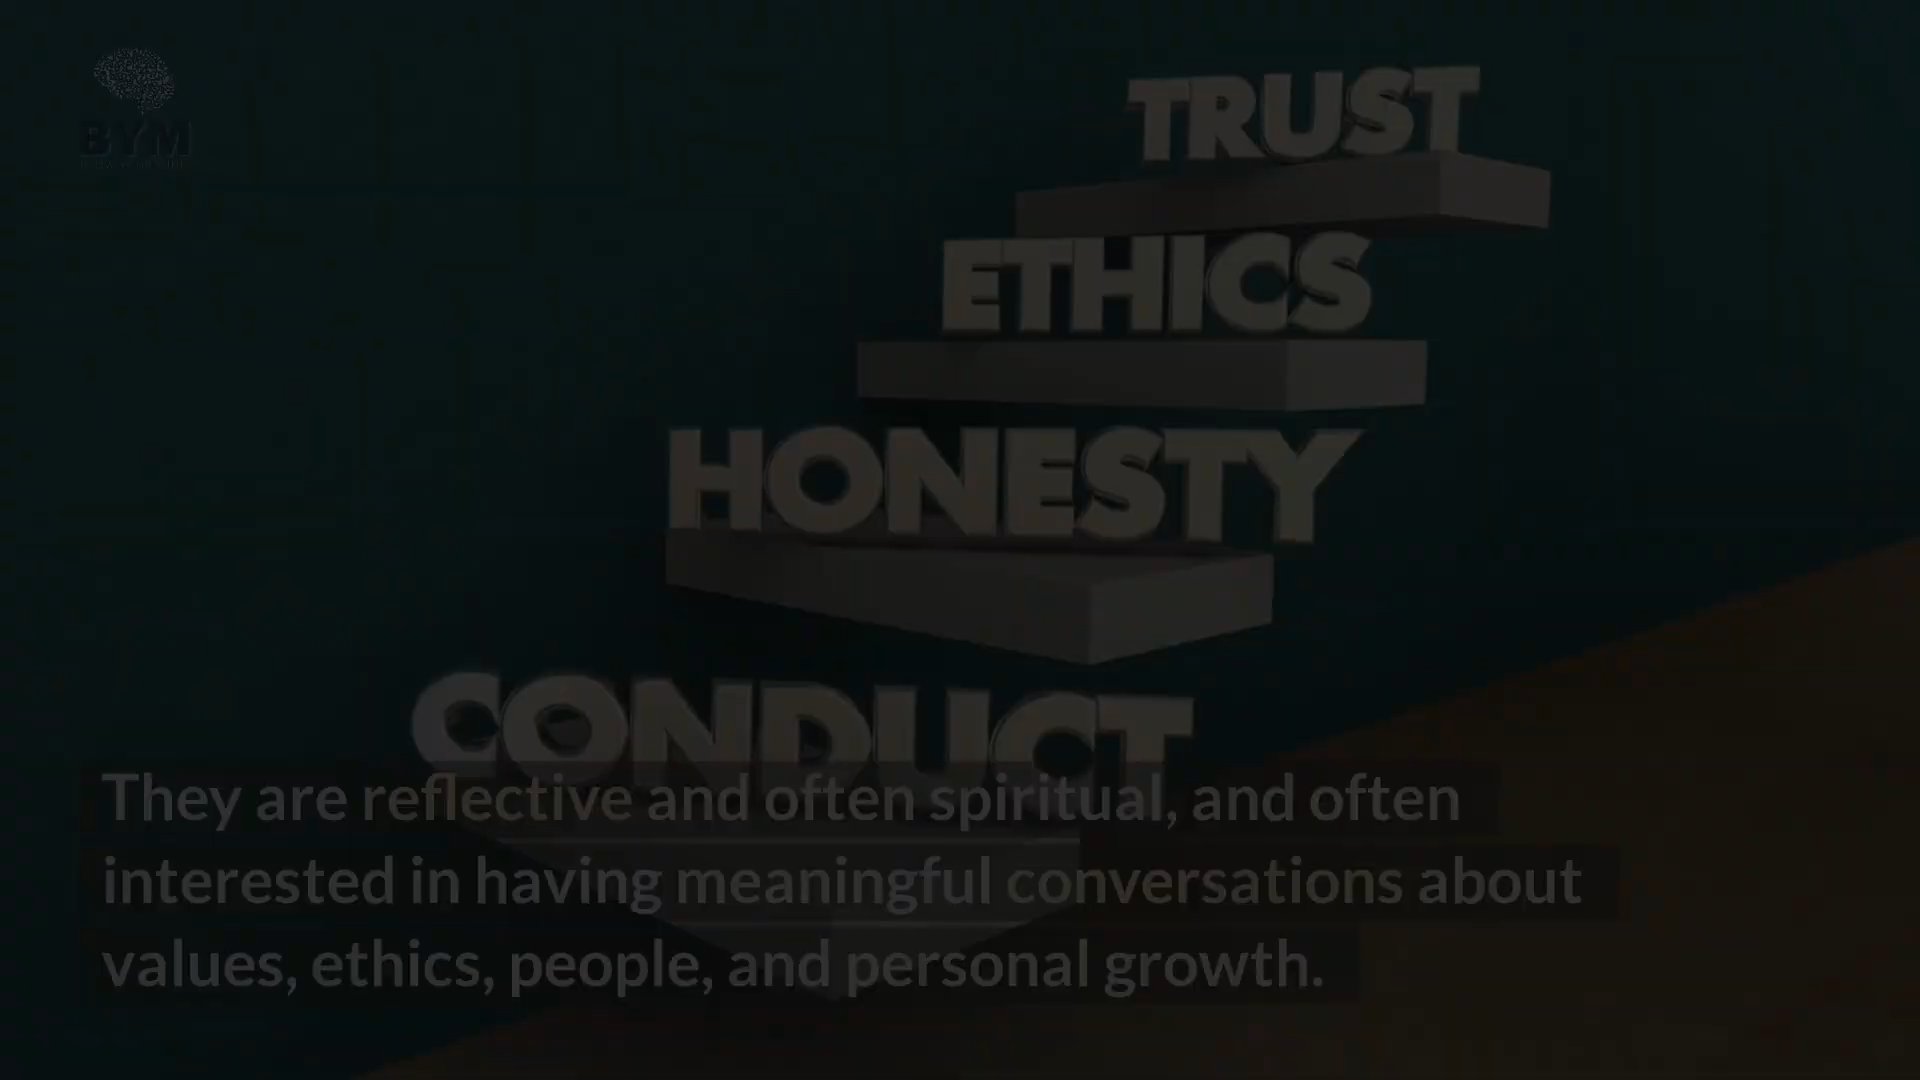 BYM
TRUST
ETHICS
HONESTY
CONDUCT
They are reflective and often spiritual, and often
interested in having meaningful conversations about
values, ethics, people, and personal growth.